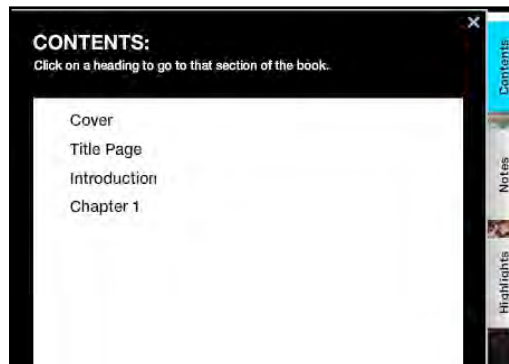 CONTENTS:
Click on a heading to go to that section of the book.
Cover
Title Page
Introduction
Chapter 1
Contents
Notes
Highlights